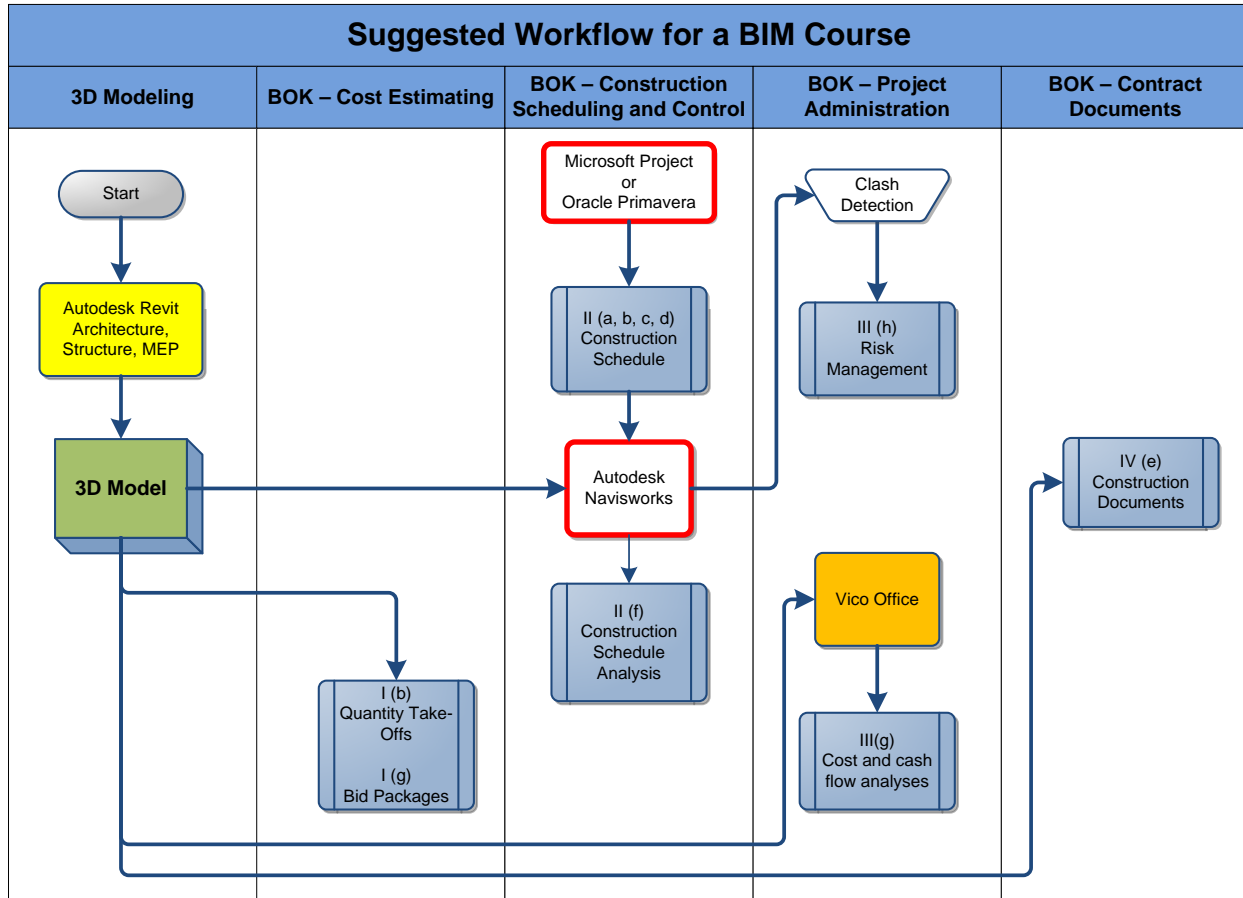 Suggested Workflow for a BIM Course
3D Modeling
BOK – Cost Estimating
BOK – Construction
Scheduling and Control
BOK – Project
Administration
BOK – Contract
Documents
Start
Autodesk Revit
Architecture,
Structure, MEP
3D Model
I (b)
Quantity Take-
Offs
I (g)
Bid Packages
Microsoft Project
or
Oracle Primavera
II (a, b, c, d)
Construction
Schedule
Autodesk
Navisworks
II (f)
Construction
Schedule
Analysis
Clash
Detection
III (h)
Risk
Management
Vico Office
III(g)
Cost and cash
flow analyses
IV (e)
Construction
Documents